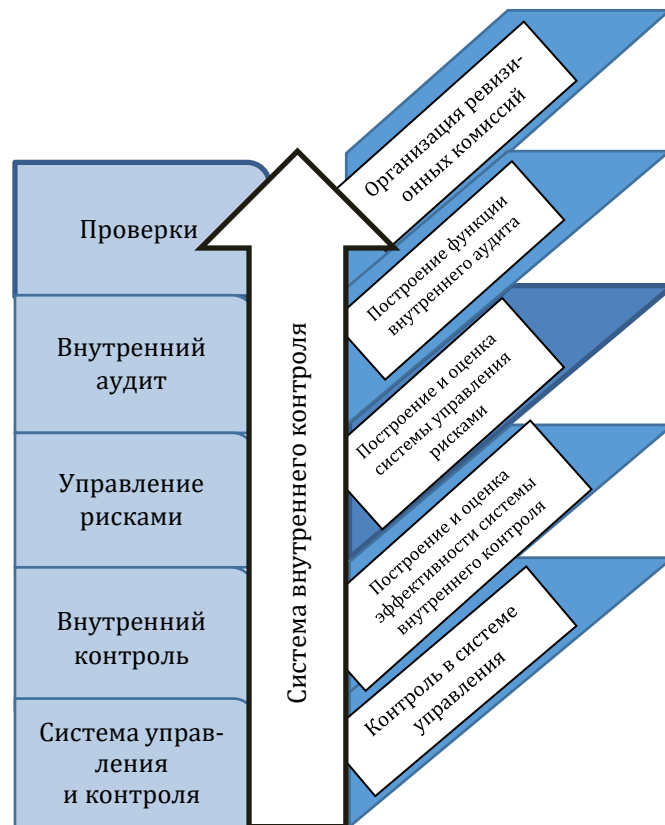 Проверки
Внутренний
аудит
Управление
рисками
Внутренний
контроль
Система управ-
ления
и контроля
Система внутреннего контроля
Организация ревизи-
онных комиссий
Построение функции
внутреннего аудита
Построение и оценка
системы управления
рисками
Построение и оценка
эффективности системы
внутреннего контроля
Контроль в системе
управления